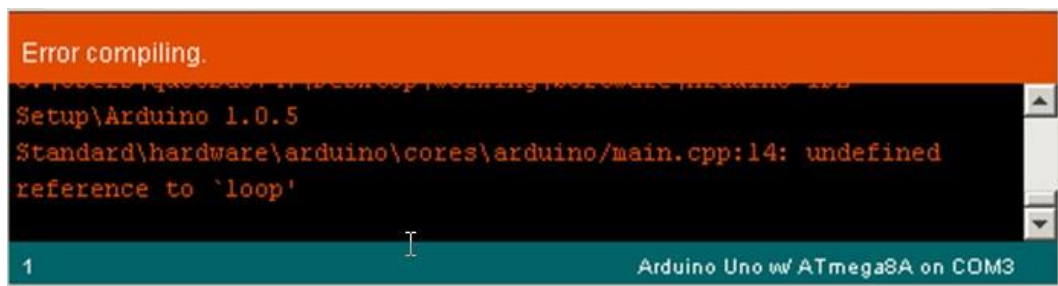 Error compiling.
Setup\Arduino 1.0.5
Standard\hardware\arduino\cores\arduino/main.cpp:14: undefined
reference to `loop'
1
Arduino Uno w/ ATmega8A on COM3